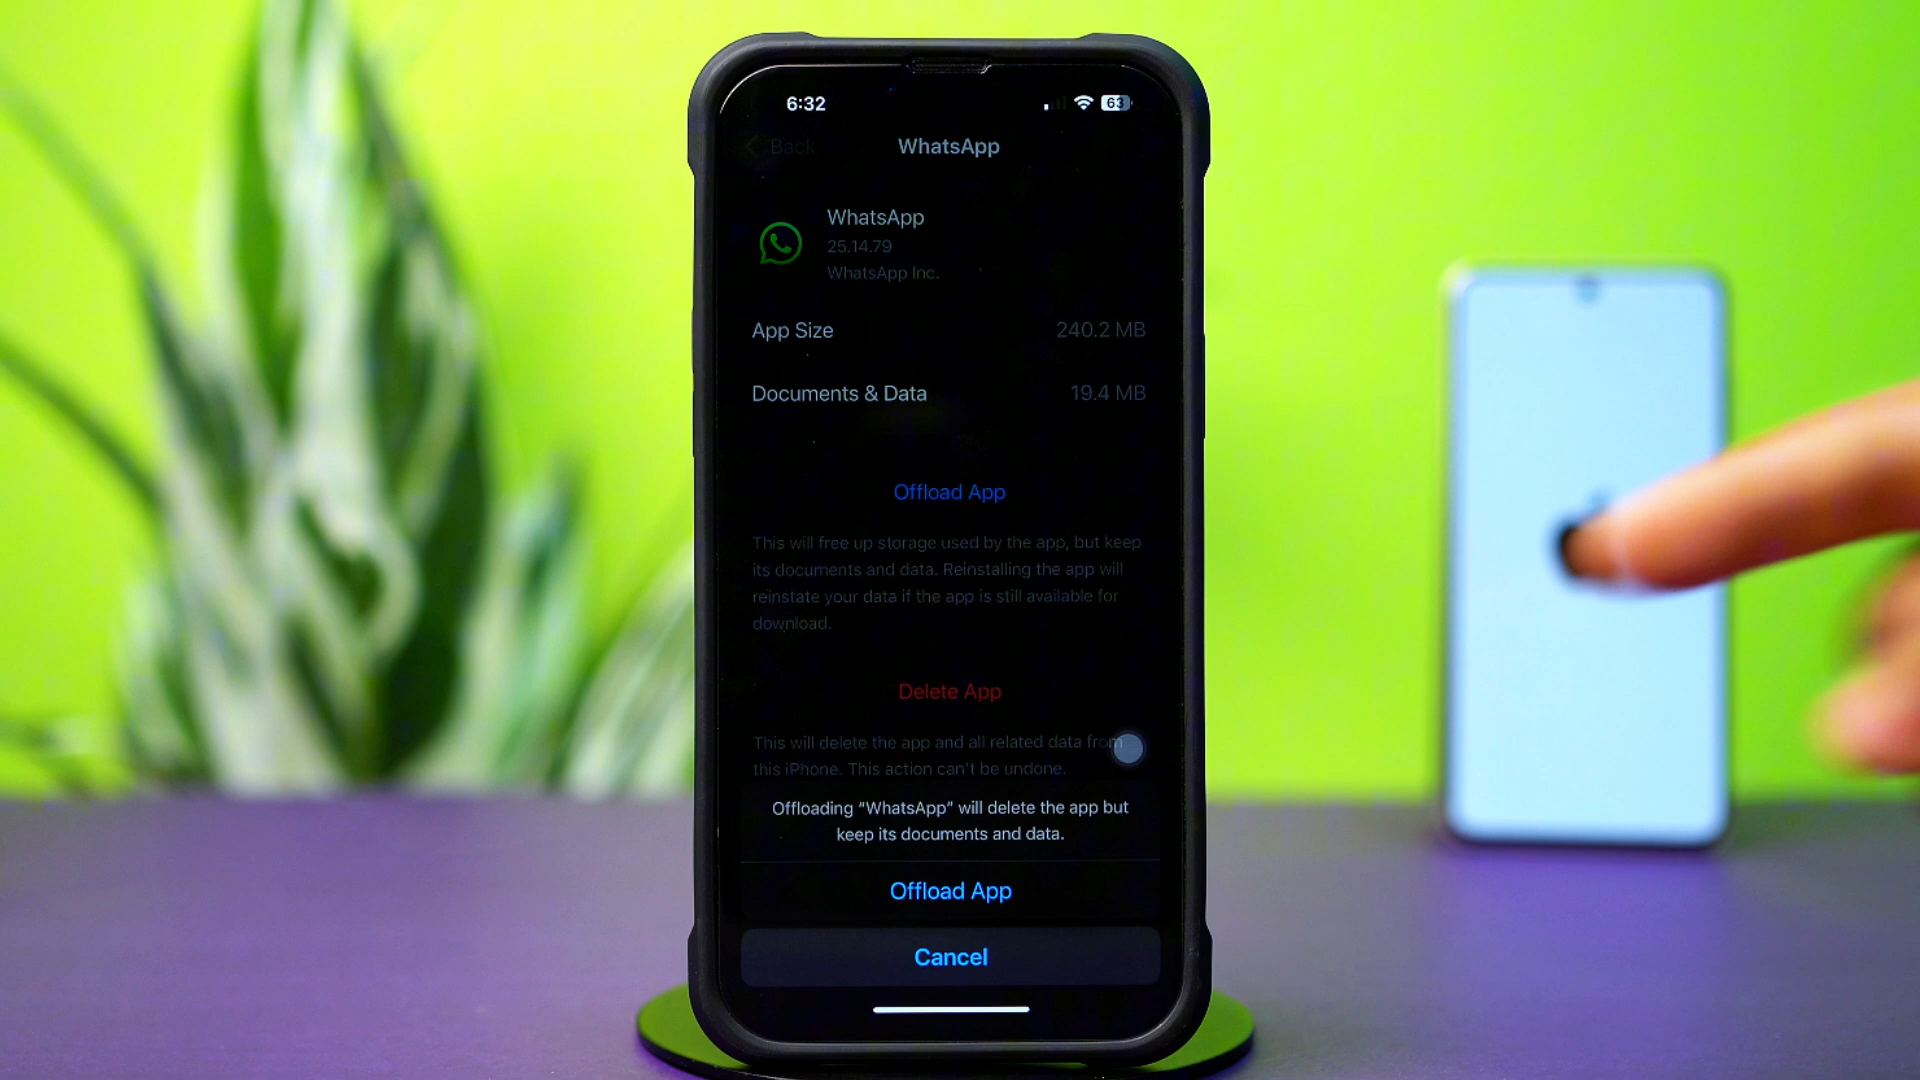 6:32
63
Back
WhatsApp
WhatsApp
25.14.79
WhatsApp Inc.
App Size 240.2 MB
Documents & Data 19.4 MB
Offload App
This will free up storage used by the app, but keep
its documents and data. Reinstalling the app will
reinstate your data if the app is still available for
download.
Delete App
This will delete the app and all related data from
this iPhone. This action can't be undone.
Offloading “WhatsApp” will delete the app but
keep its documents and data.
Offload App
Cancel